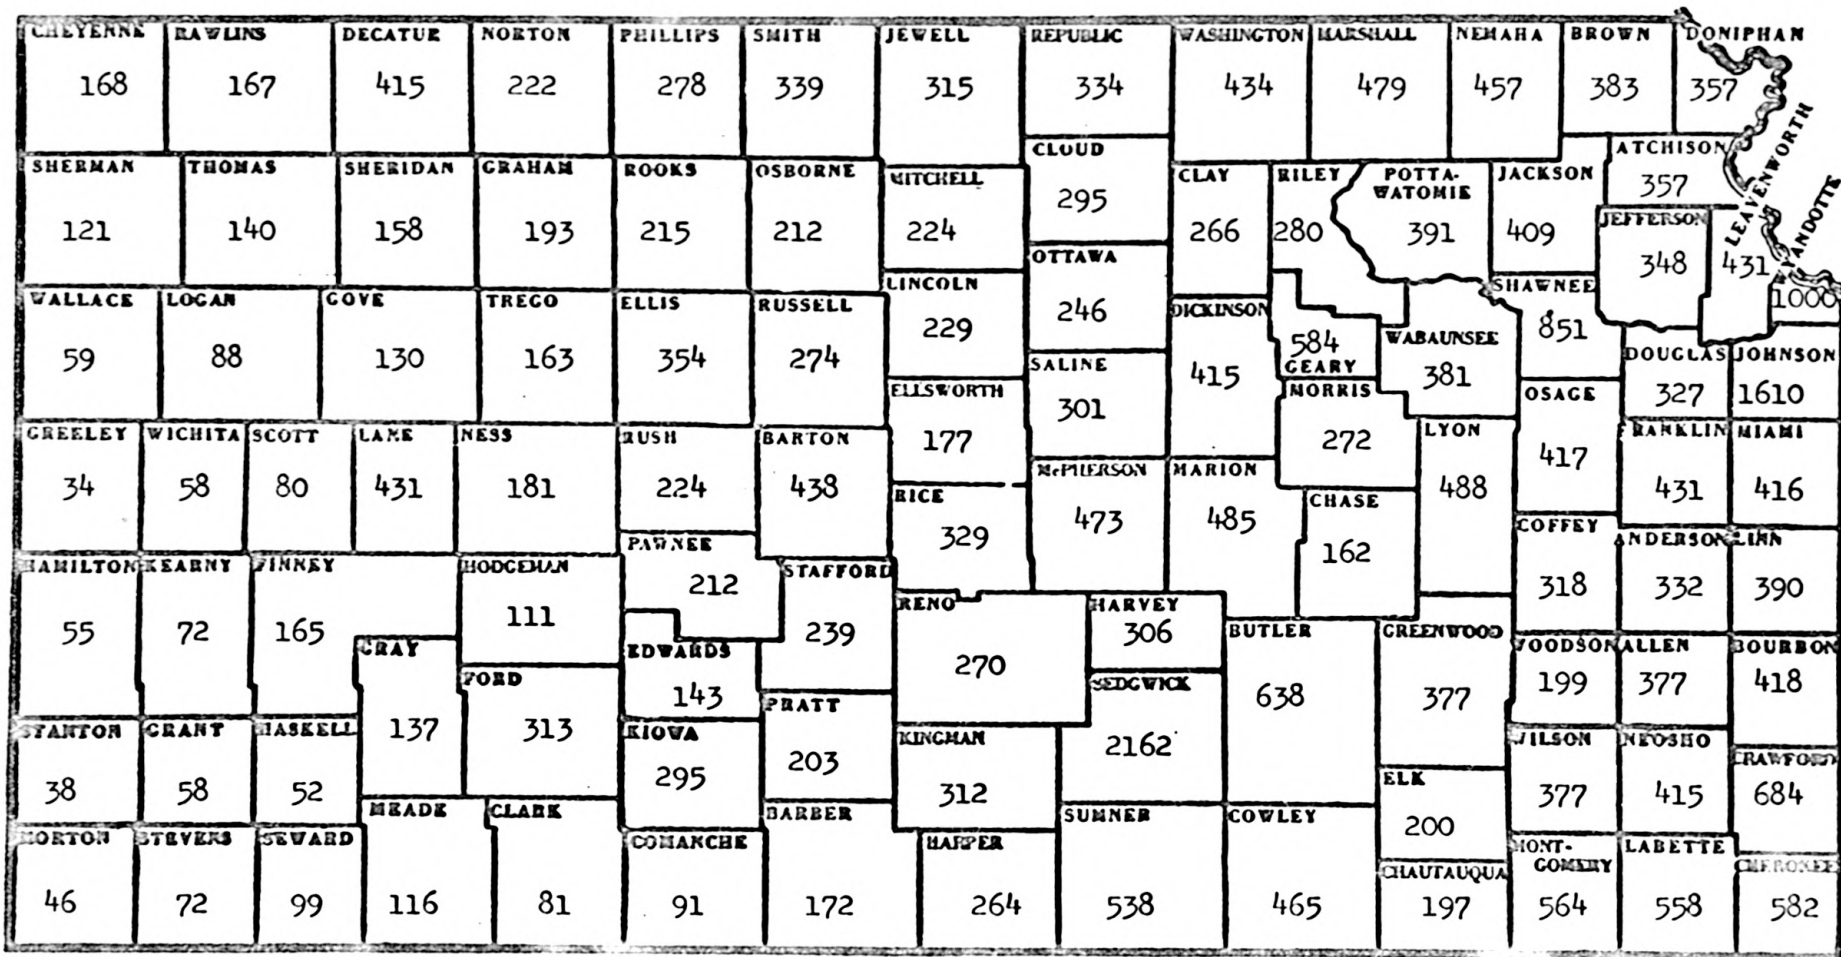 CHEYENNE RAWLINS DECATUR NORTON PHILLIPS SMITH JEWELL REPUBLIC WASHINGTON MARSHALL NEMAHA BROWN DONIPHAN
168 167 415 222 278 339 315 334 434 479 457 383 357
CLOUD ATCHISON LEAVENWORTH
295 357
SHERMAN THOMAS SHERIDAN GRAHAM ROOKS OSBORNE MITCHELL CLAY RILEY POTTA-
WATOMIE JACKSON WYANDOTTE
121 140 158 193 215 212 224 266 280 391 409
JEFFERSON
348 431
OTTAWA
246
LINCOLN SHAWNEE
229 851 1000
WALLACE LOGAN GOVE TREGO ELLIS RUSSELL DICKINSON
59 88 130 163 354 274 415
584
GEARY
WABAUNSEE
381
DOUGLAS JOHNSON
327 1610
SALINE
301
ELLSWORTH MORRIS OSAGE
177 272 417
GREELEY WICHITA SCOTT LANE NESS RUSH BARTON LYON FRANKLIN MIAMI
34 58 80 431 181 224 438 488 431 416
McPHERSON MARION
473 485
RICE CHASE
329 162
COFFEY ANDERSON LINN
318 332 390
PAWNEE
212
HAMILTON KEARNY FINNEY HODGEMAN STAFFORD
55 72 165 111 239
RENO HARVEY
270 306
BUTLER GREENWOOD
638 377
WOODSON ALLEN BOURBON
199 377 418
GRAY EDWARDS
137 143
FORD SEDGWICK
313 2162
PRATT
203
STANTON GRANT HASKELL KIOWA KINGMAN WILSON NEOSHO CRAWFORD
38 58 52 295 312 377 415 684
ELK
200
MEADE CLARK BARBER SUMNER COWLEY
116 81 172 538 465
MORTON STEVENS SEWARD COMANCHE HARPER MONT-
GOMERY LABETTE
46 72 99 91 264 564 558
CHAUTAUQUA CHEROKEE
197 582